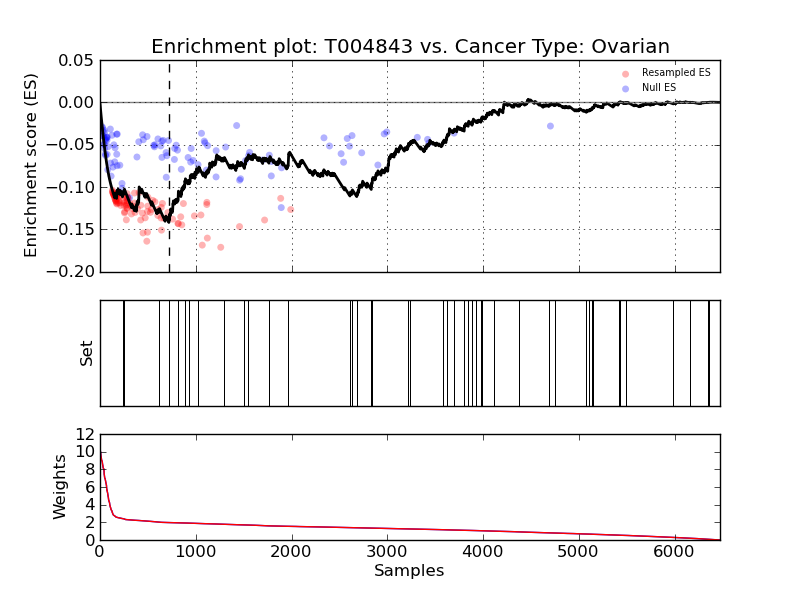 Enrichment plot: T004843 vs. Cancer Type: Ovarian
0.05
0.00
−0.05
−0.10
−0.15
−0.20
Enrichment score (ES)
Resampled ES
Null ES
Set
12
10
8
6
4
2
0
Weights
0 1000 2000 3000 4000 5000 6000
Samples